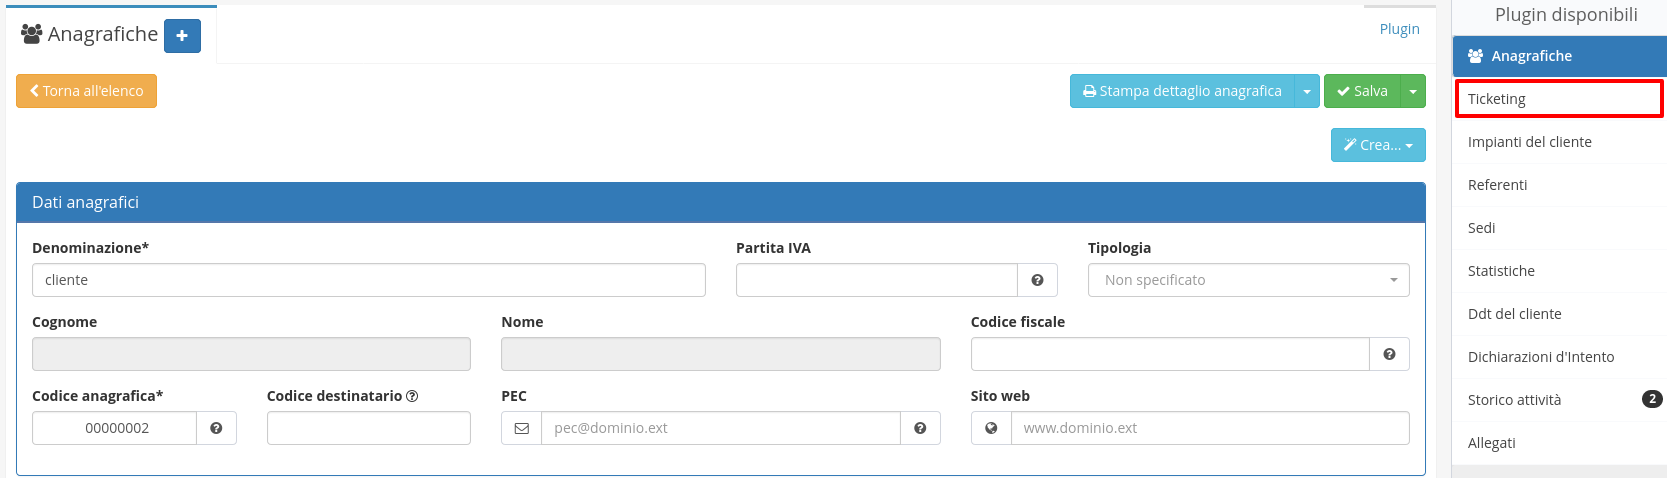 Anagrafiche
Plugin
Torna all'elenco
Stampa dettaglio anagrafica
Salva
Crea...
Dati anagrafici
Denominazione*
Partita IVA
Tipologia
cliente
Non specificato
Cognome
Nome
Codice fiscale
Codice anagrafica*
Codice destinatario
PEC
Sito web
00000002
pec@dominio.ext
www.dominio.ext
Plugin disponibili
Anagrafiche
Ticketing
Impianti del cliente
Referenti
Sedi
Statistiche
Ddt del cliente
Dichiarazioni d'Intento
Storico attività 2
Allegati